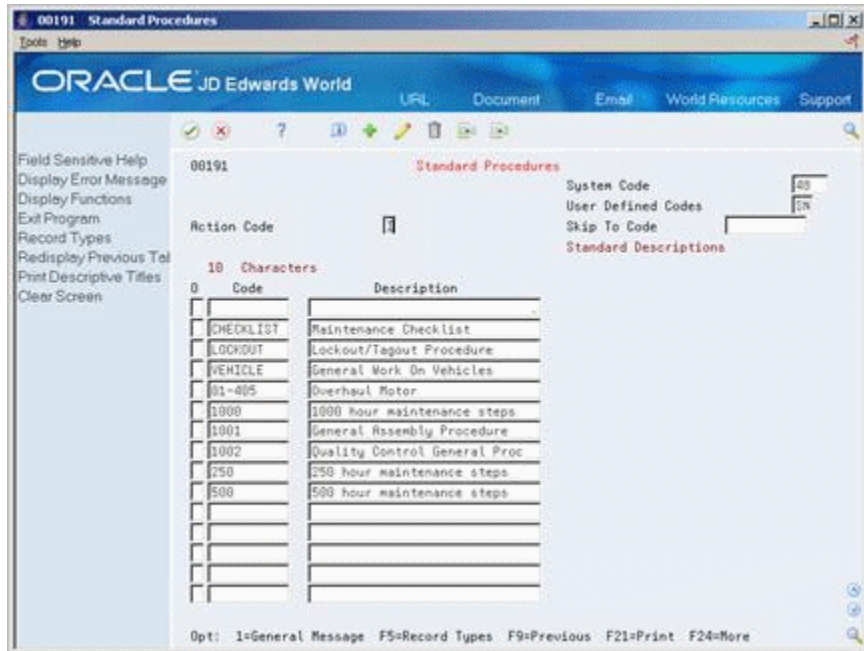 00191 Standard Procedures
Tools Help
ORACLE JD Edwards World
URL Document Email World Resources Support
Field Sensitive Help
Display Error Message
Display Functions
Exit Program
Record Types
Redisplay Previous Tel
Print Descriptive Titles
Clear Screen
00191 Standard Procedures
System Code 48
User Defined Codes SN
Action Code I Skip To Code
Standard Descriptions
10 Characters
O Code Description
CHECKLIST Maintenance Checklist
LOCKOUT Lockout/Tagout Procedure
VEHICLE General Work On Vehicles
01-405 Overhaul Motor
1000 1000 hour maintenance steps
1001 General Assembly Procedure
1002 Quality Control General Proc
250 250 hour maintenance steps
500 500 hour maintenance steps
Opt: 1=General Message F5=Record Types F9=Previous F21=Print F24=More